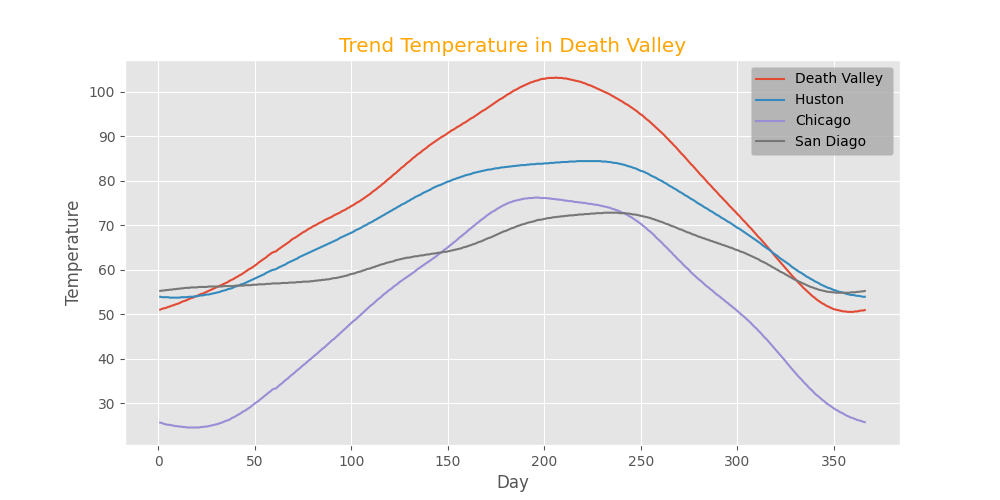 Trend Temperature in Death Valley
Death Valley
Huston
Chicago
San Diago
100
90
80
70
60
50
40
30
Temperature
0 50 100 150 200 250 300 350
Day